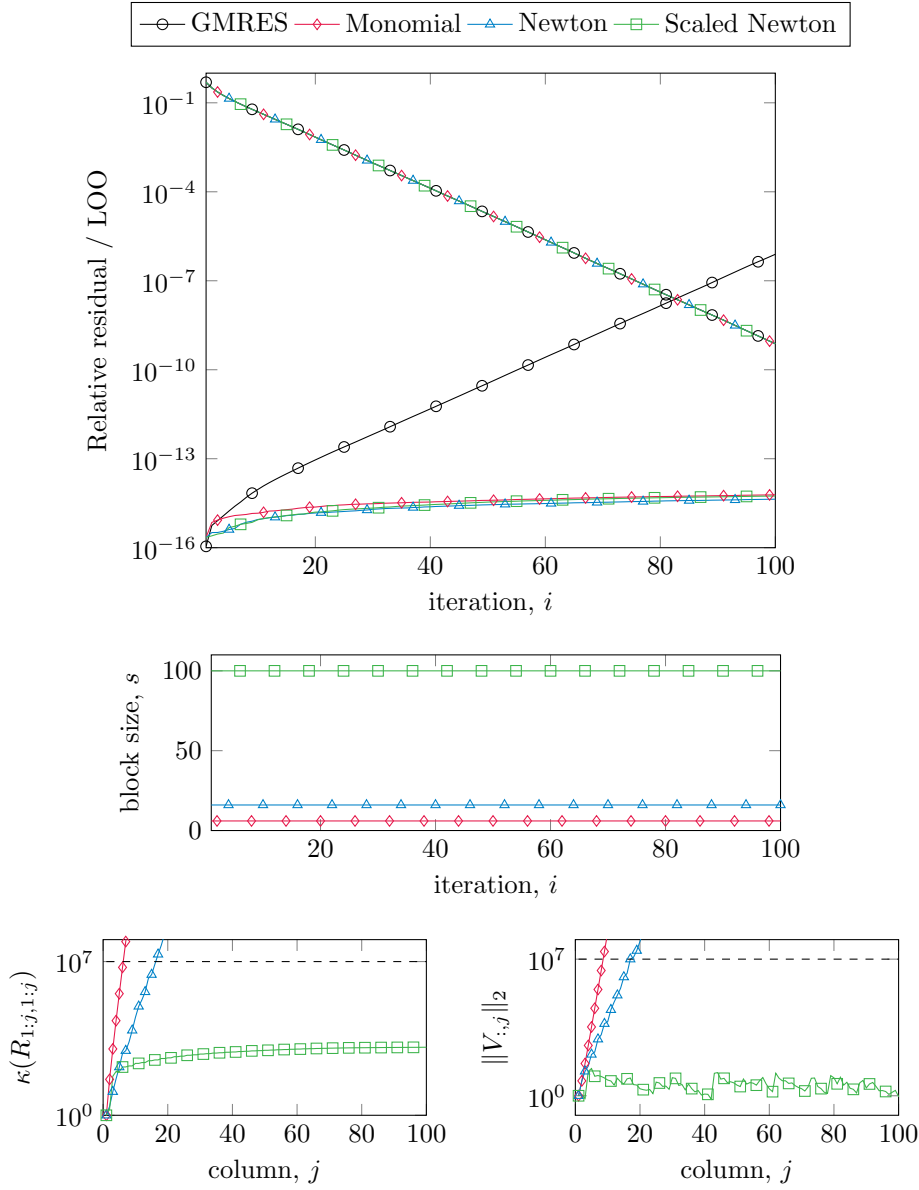 GMRES Monomial Newton Scaled Newton
Relative residual / LOO
10^{-1}
10^{-4}
10^{-7}
10^{-10}
10^{-13}
10^{-16}
20 40 60 80 100
iteration, i
block size, s
100
50
0
20 40 60 80 100
iteration, i
κ(R_{1:j,1:j})
10^7
10^0
0 20 40 60 80 100
column, j
‖V_{:,j}‖_2
10^7
10^0
0 20 40 60 80 100
column, j